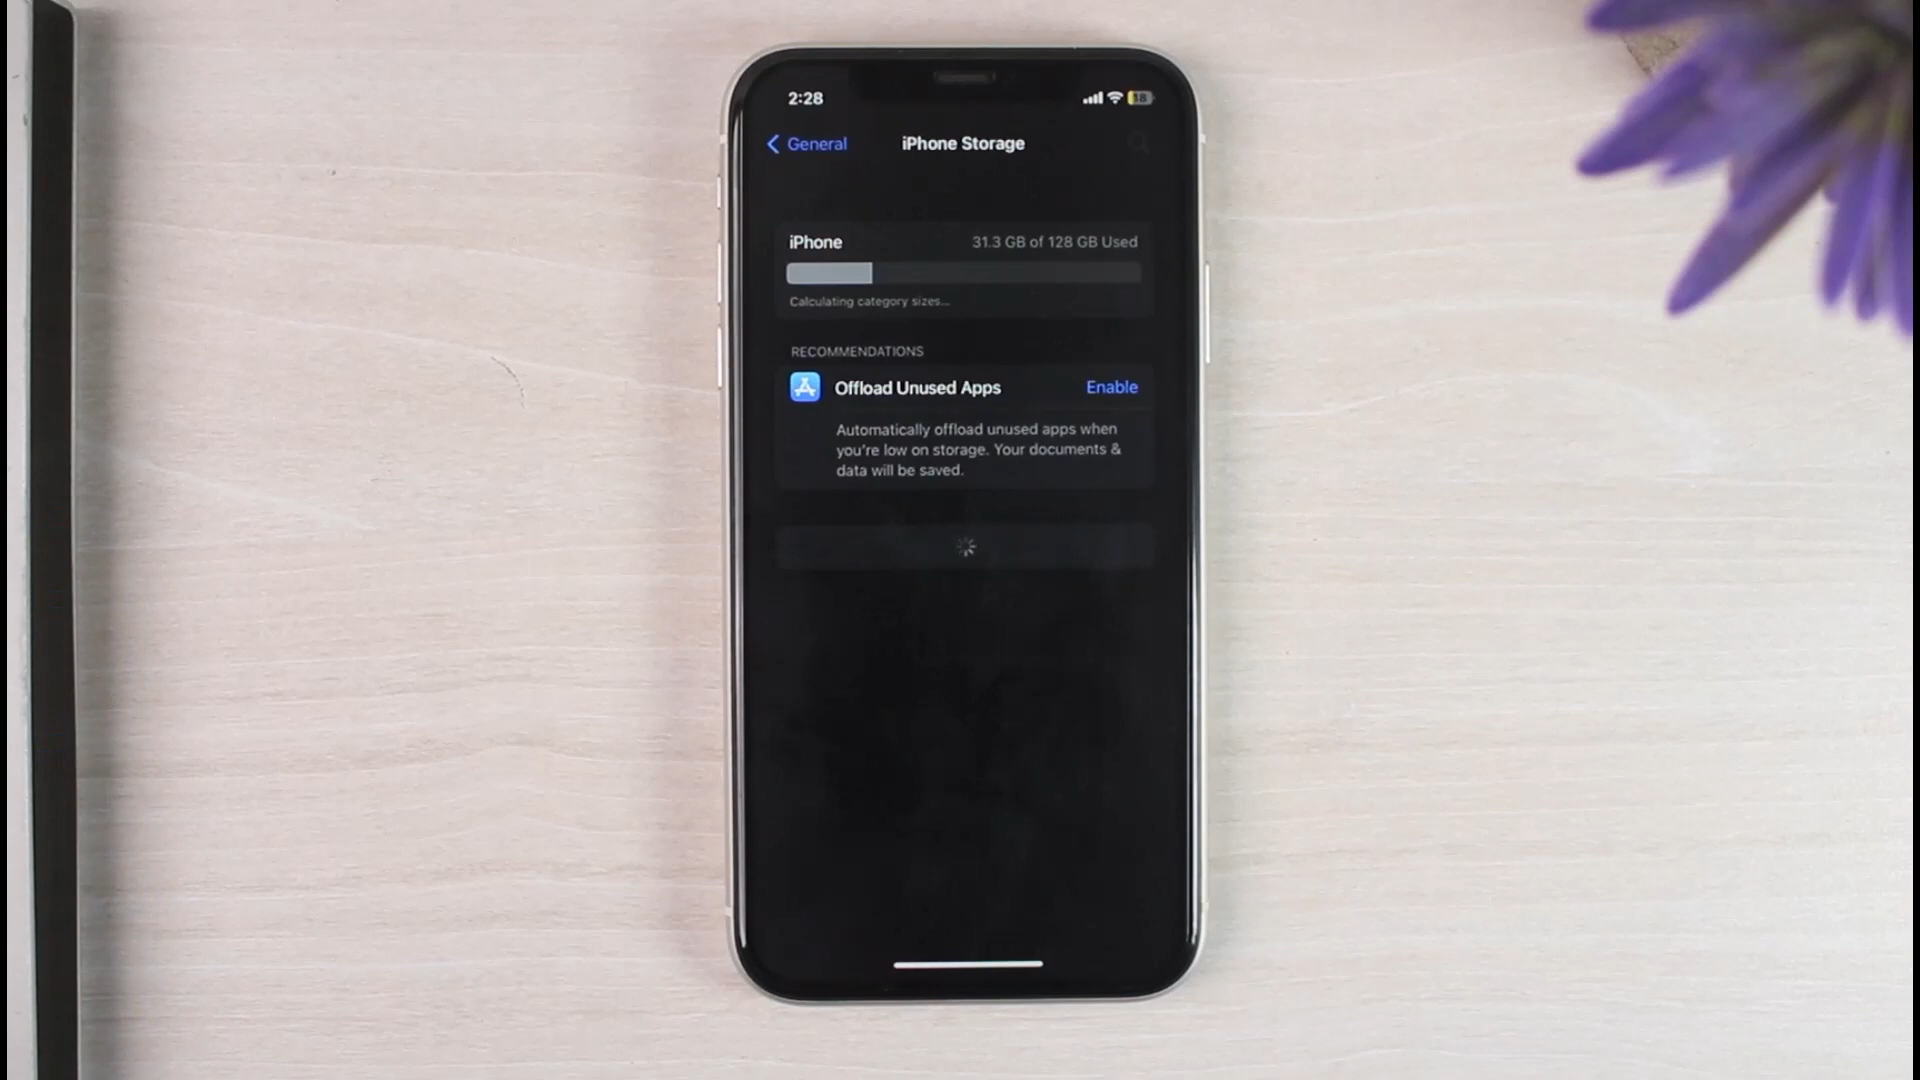 2:28
18
General
iPhone Storage
iPhone
31.3 GB of 128 GB Used
Calculating category sizes...
RECOMMENDATIONS
Offload Unused Apps
Enable
Automatically offload unused apps when
you're low on storage. Your documents &
data will be saved.